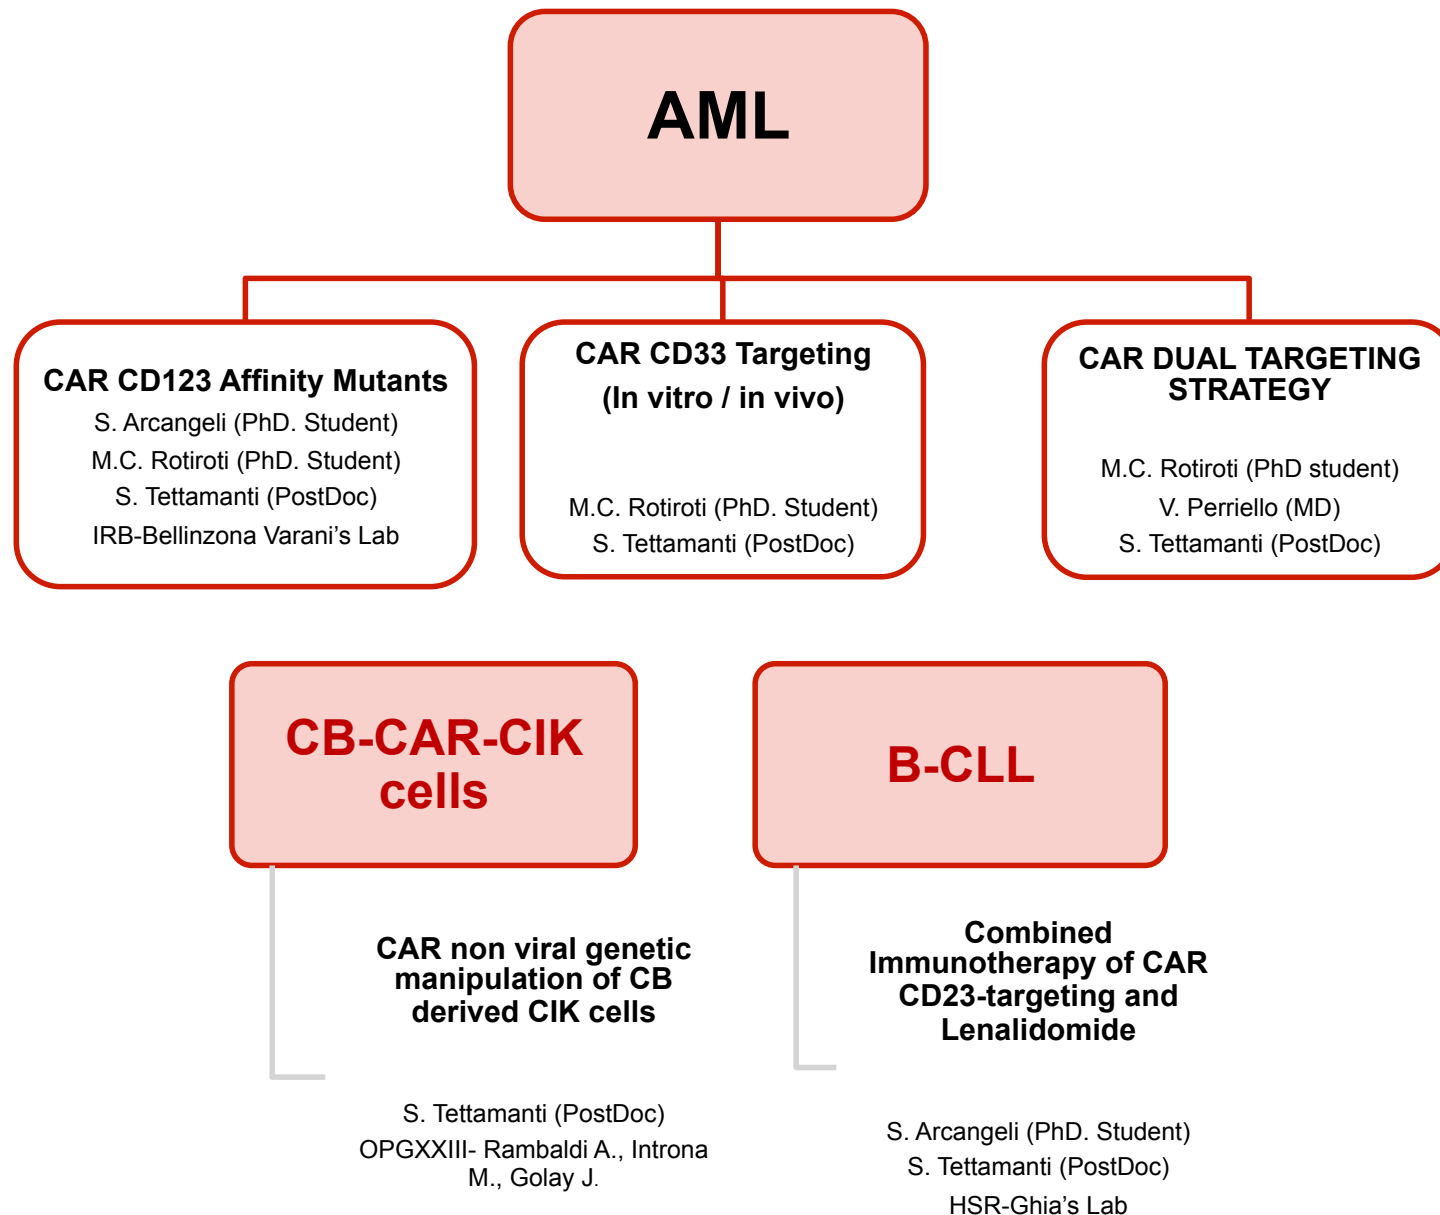 AML
CAR CD123 Affinity Mutants
S. Arcangeli (PhD. Student)
M.C. Rotiroti (PhD. Student)
S. Tettamanti (PostDoc)
IRB-Bellinzona Varani’s Lab
CAR CD33 Targeting
(In vitro / in vivo)
M.C. Rotiroti (PhD. Student)
S. Tettamanti (PostDoc)
CAR DUAL TARGETING
STRATEGY
M.C. Rotiroti (PhD student)
V. Perriello (MD)
S. Tettamanti (PostDoc)
CB-CAR-CIK
cells
CAR non viral genetic
manipulation of CB
derived CIK cells
S. Tettamanti (PostDoc)
OPGXXIII- Rambaldi A., Introna
M., Golay J.
B-CLL
Combined
Immunotherapy of CAR
CD23-targeting and
Lenalidomide
S. Arcangeli (PhD. Student)
S. Tettamanti (PostDoc)
HSR-Ghia’s Lab